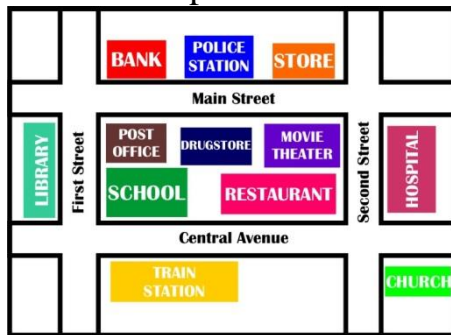 BANK
POLICE
STATION
STORE
Main Street
LIBRARY
First Street
POST
OFFICE
DRUGSTORE
MOVIE
THEATER
Second Street
HOSPITAL
SCHOOL
RESTAURANT
Central Avenue
TRAIN
STATION
CHURCH